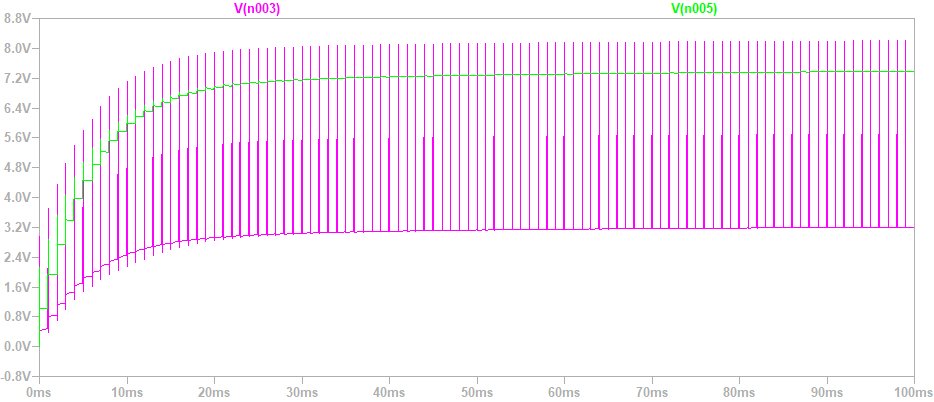 V(n003) V(n005)
8.8V
8.0V
7.2V
6.4V
5.6V
4.8V
4.0V
3.2V
2.4V
1.6V
0.8V
0.0V
-0.8V
0ms 10ms 20ms 30ms 40ms 50ms 60ms 70ms 80ms 90ms 100ms